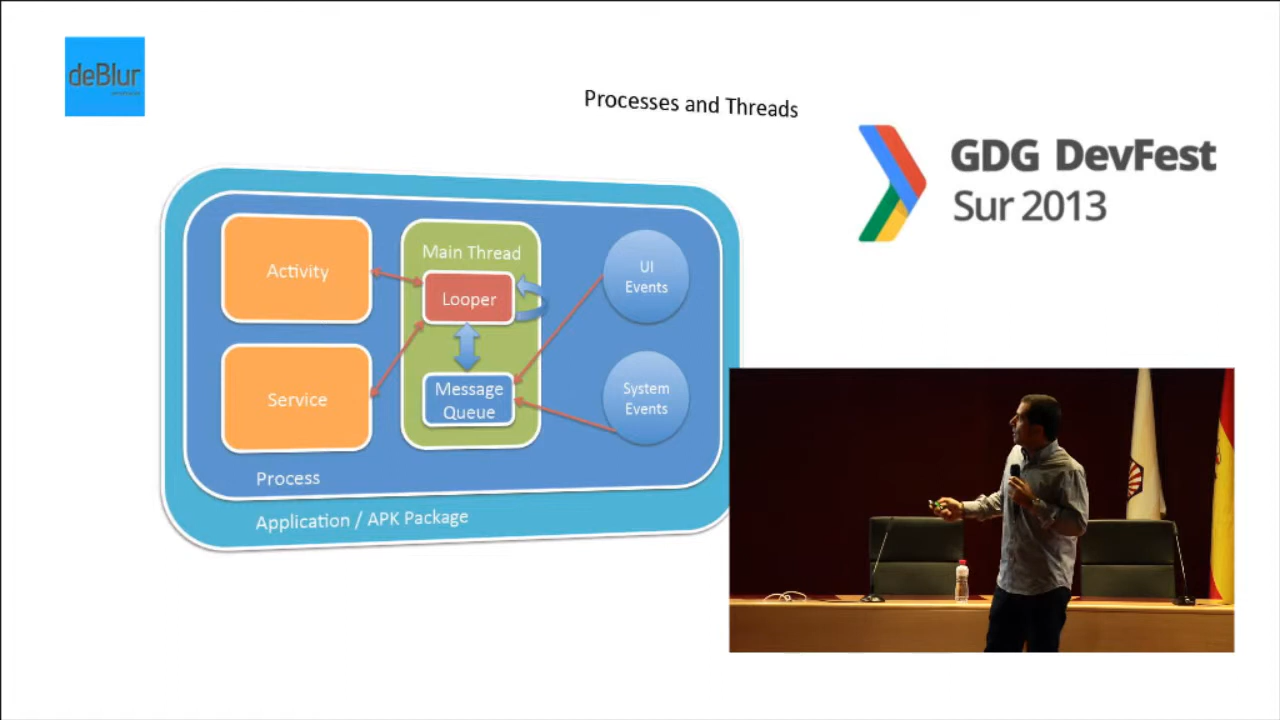 deBlur
Processes and Threads
GDG DevFest
Sur 2013
Activity
Main Thread
Looper
UI
Events
Service
Message
Queue
System
Events
Process
Application / APK Package